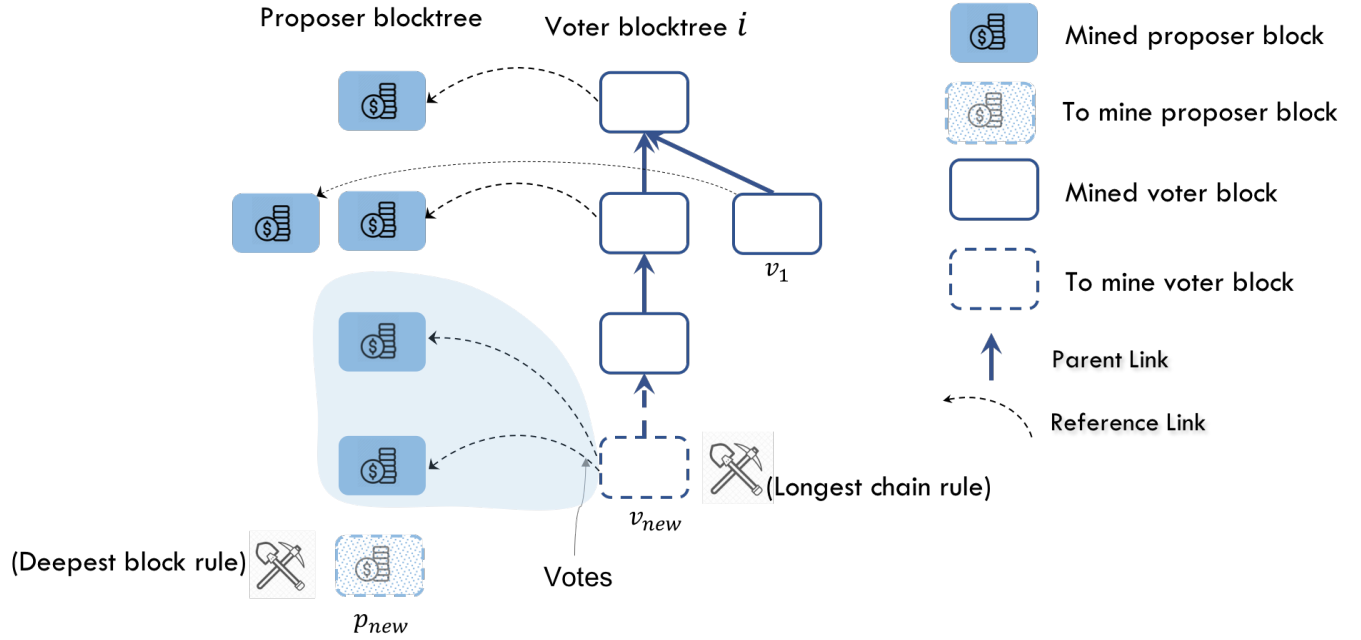 Proposer blocktree
Voter blocktree i
Mined proposer block
To mine proposer block
Mined voter block
v₁
To mine voter block
Parent Link
Reference Link
(Longest chain rule)
vₙₑw
(Deepest block rule)
Votes
pₙₑw